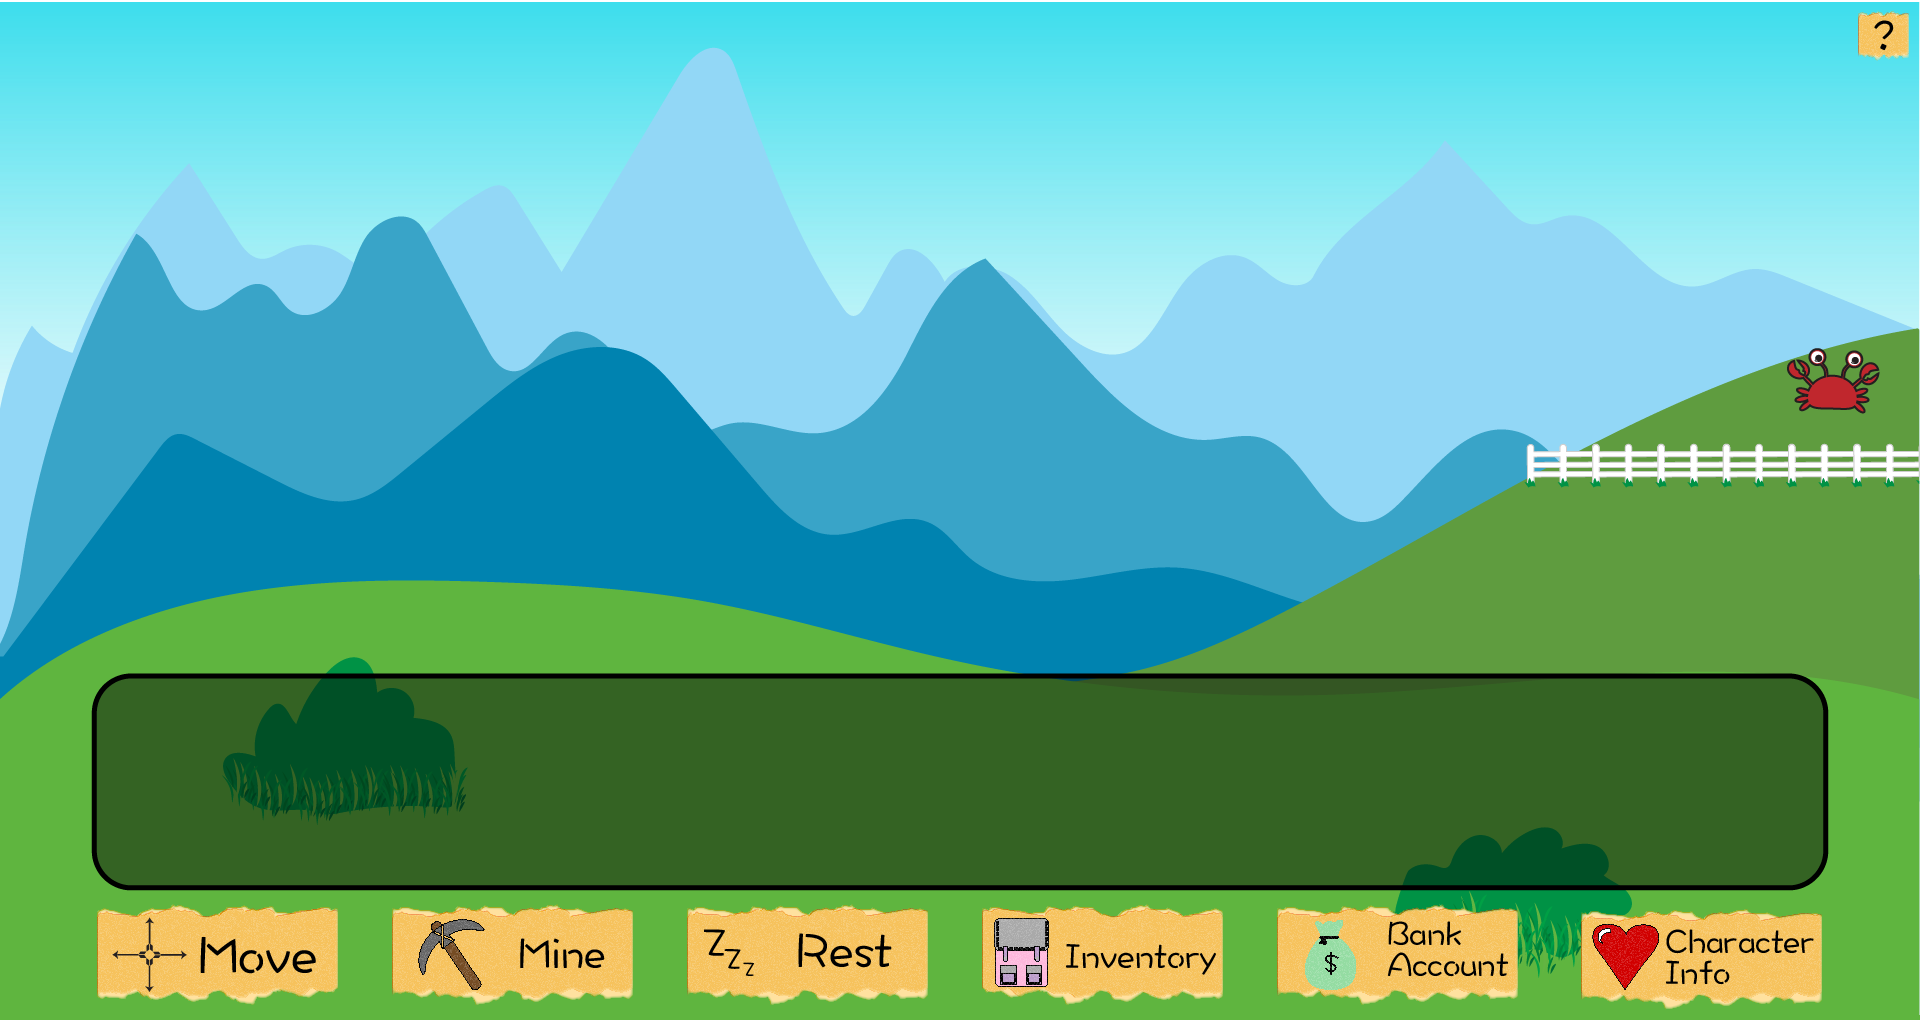 ?
Move
Mine
Zzz
Rest
Inventory
$
Bank
Account
Character
Info